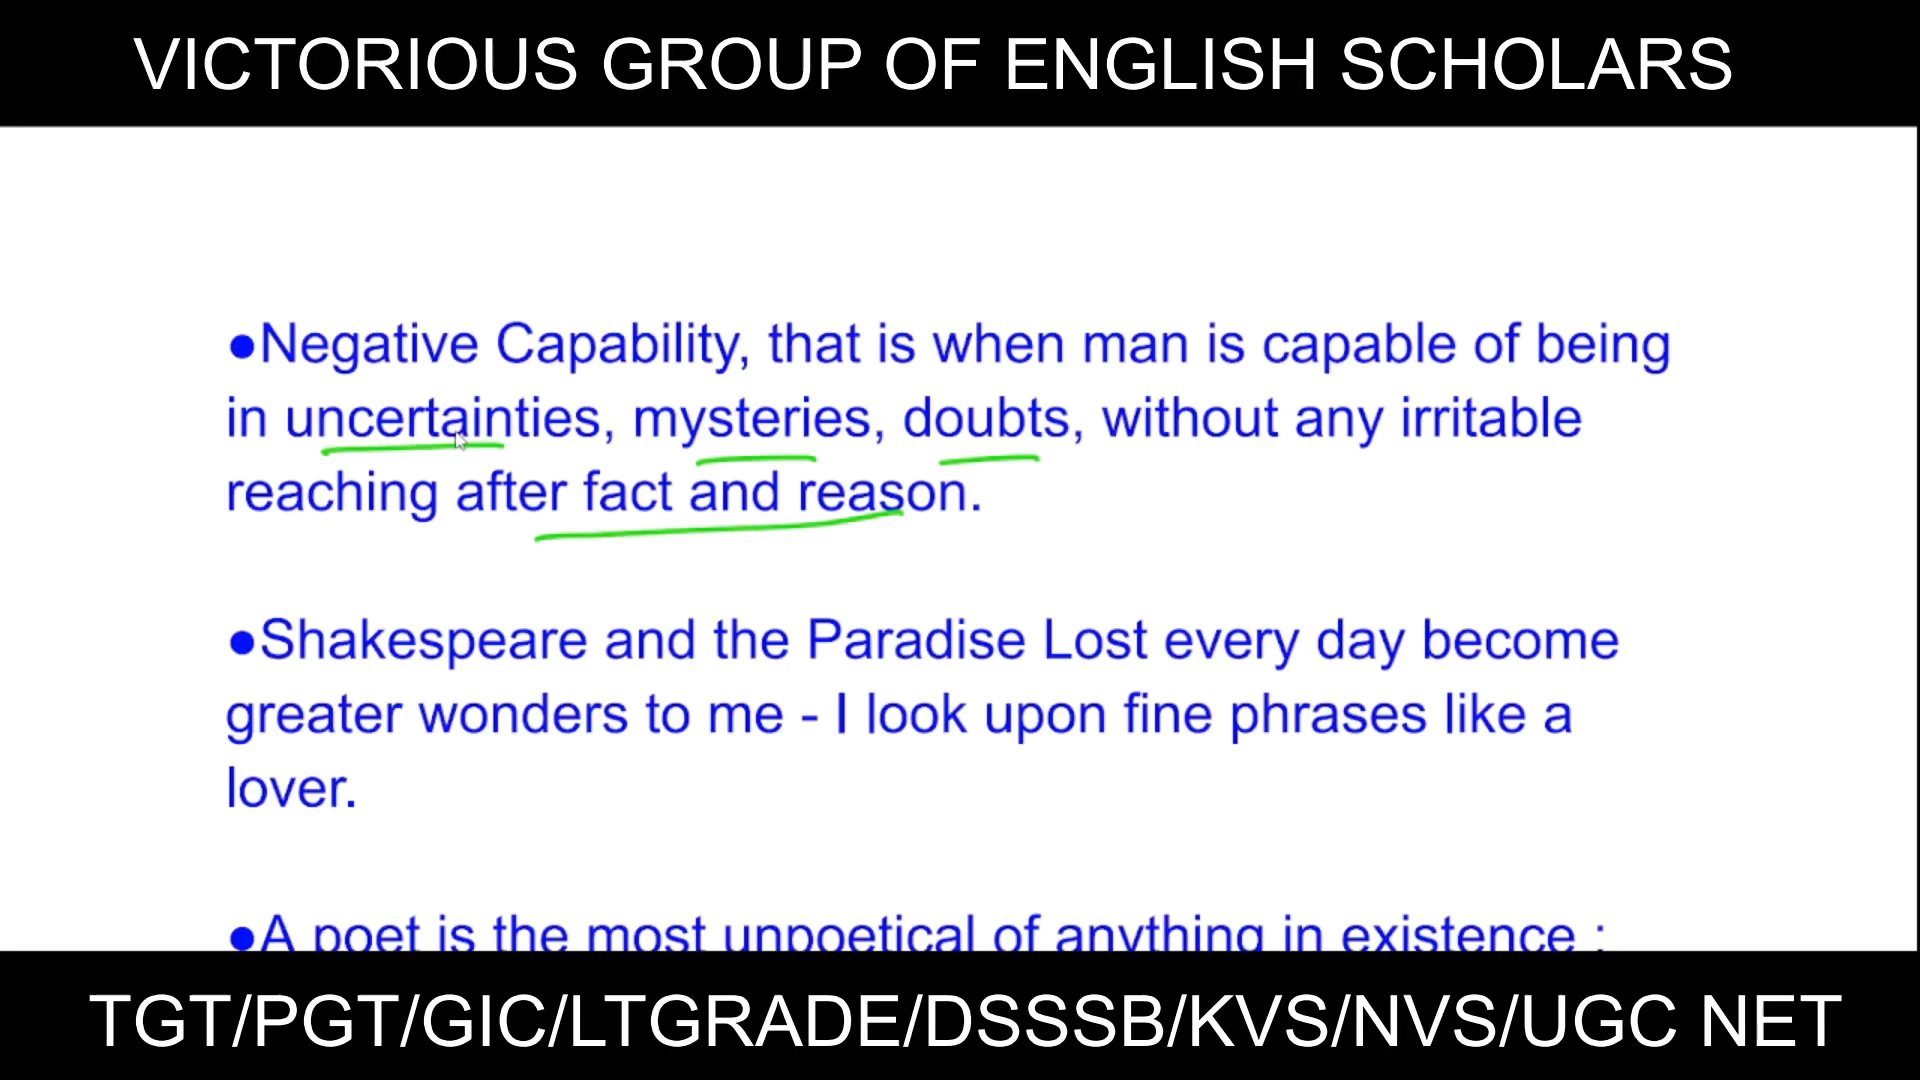 VICTORIOUS GROUP OF ENGLISH SCHOLARS
●Negative Capability, that is when man is capable of being
in uncertainties, mysteries, doubts, without any irritable
reaching after fact and reason.
●Shakespeare and the Paradise Lost every day become
greater wonders to me - I look upon fine phrases like a
lover.
●A poet is the most unpoetical of anything in existence ;
TGT/PGT/GIC/LTGRADE/DSSSB/KVS/NVS/UGC NET